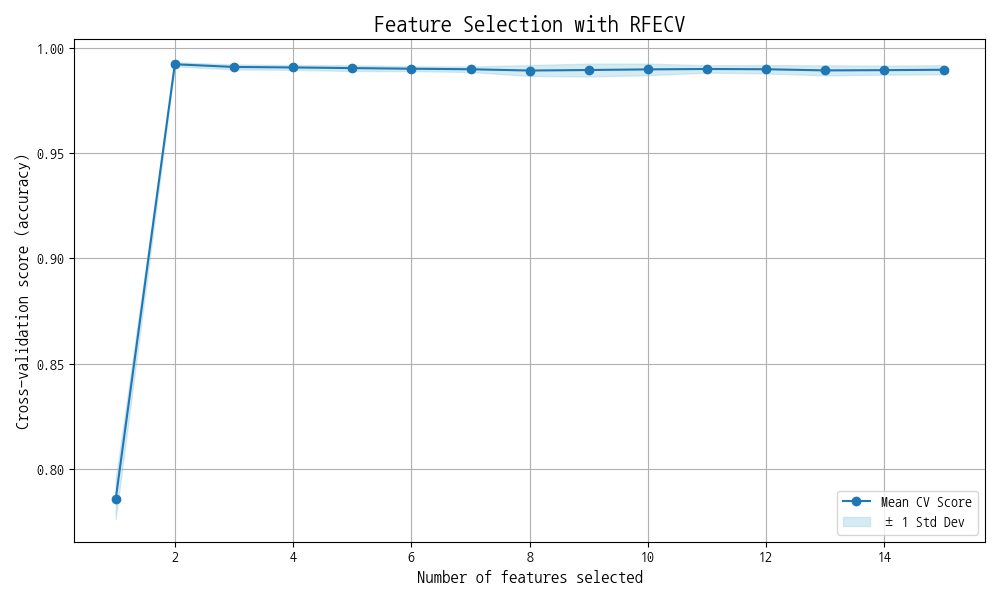 Feature Selection with RFECV
Cross-validation score (accuracy)
1.00
0.95
0.90
0.85
0.80
2
4
6
8
10
12
14
Number of features selected
Mean CV Score
± 1 Std Dev